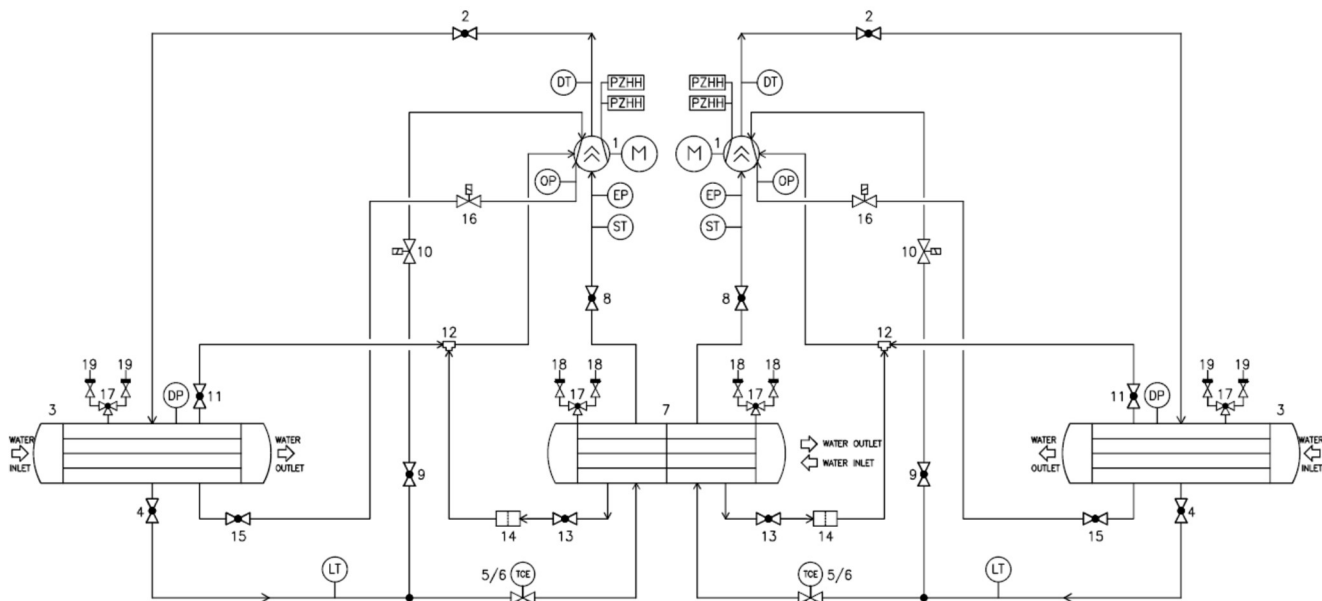 2 2
DT PZHH PZHH DT
PZHH PZHH
1 M M 1
OP OP
EP EP
16 ST ST 16
10 10
8 8
12 12
19 19 18 18 18 18 19 19
3 17 DP 11 17 7 17 11 DP 17 3
WATER INLET WATER OUTLET WATER OUTLET WATER OUTLET WATER INLET
WATER INLET
9 9
4 15 14 13 13 14 15 4
LT 5/6 TCE TCE 5/6 LT